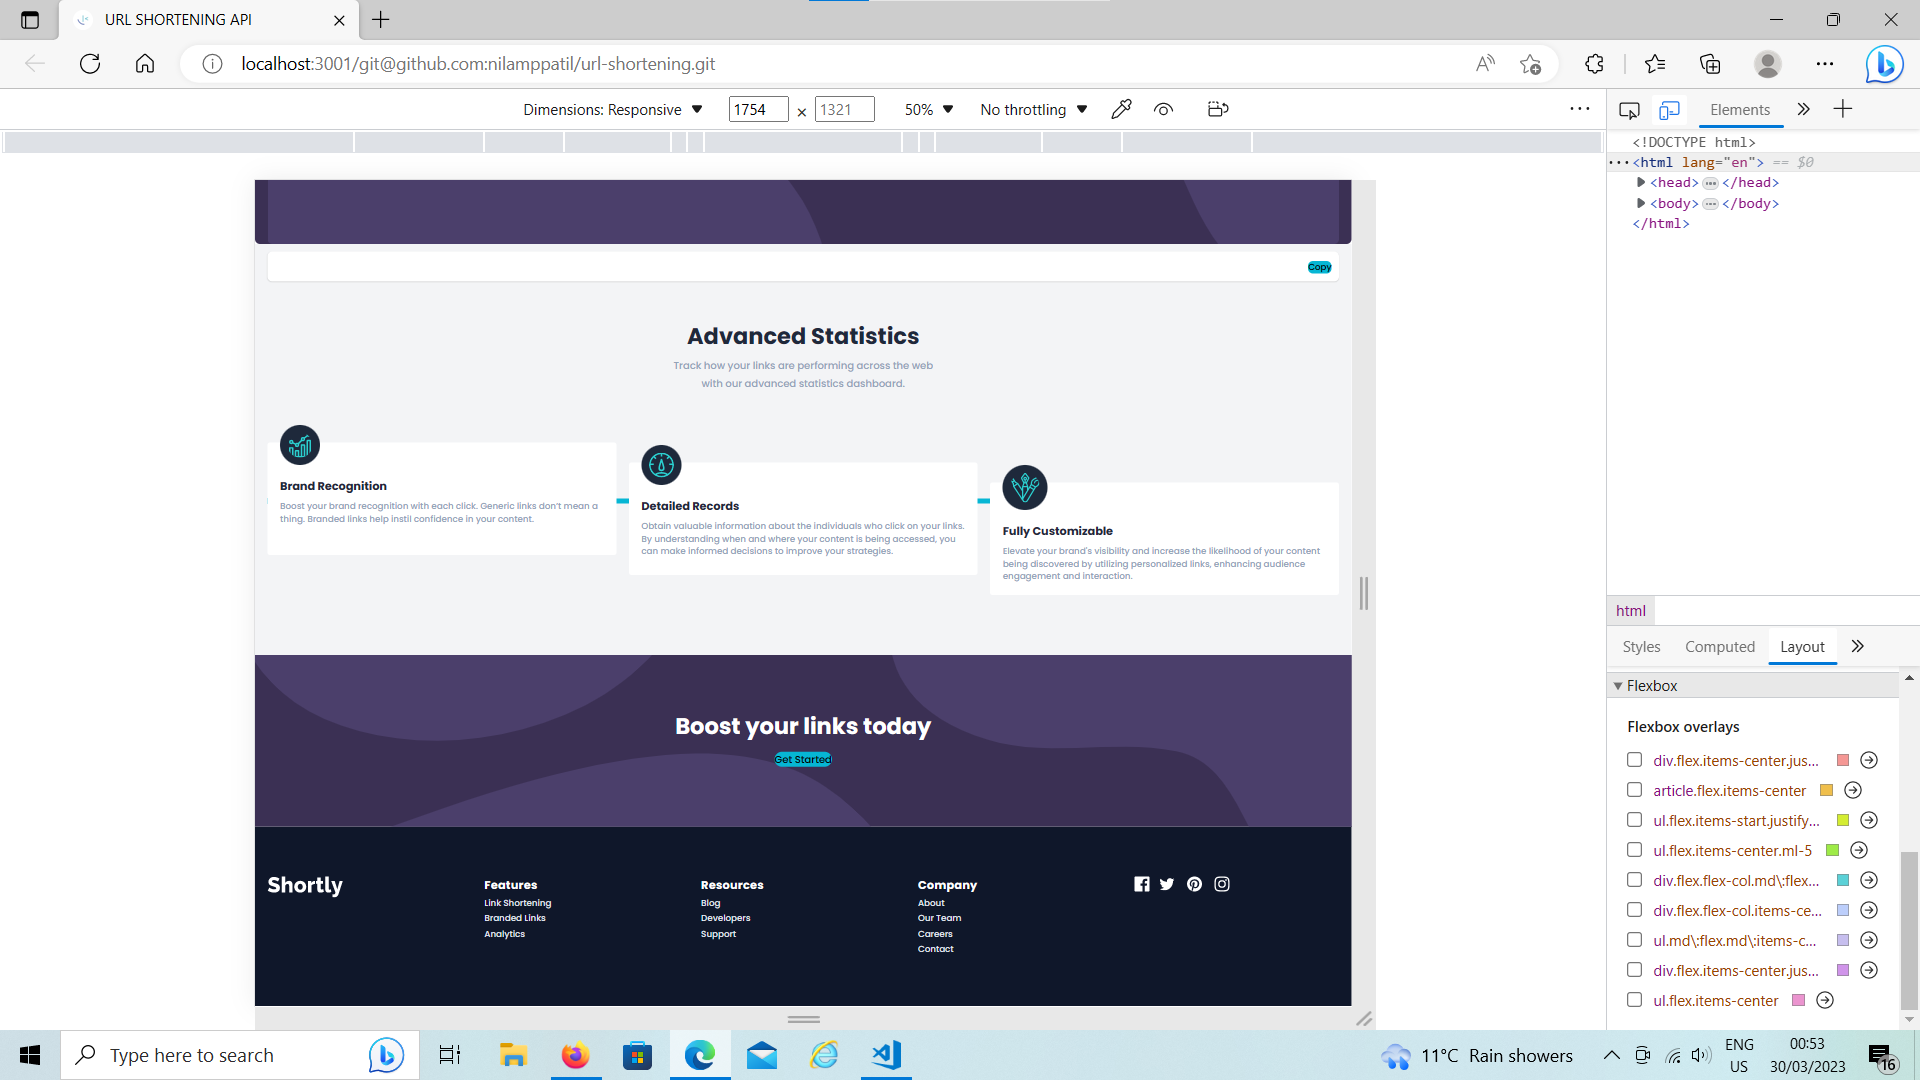 URL SHORTENING API
localhost:3001/git@github.com:nilamppatil/url-shortening.git
Dimensions: Responsive 1754 × 1321 50% No throttling
Elements
<!DOCTYPE html>
···<html lang="en"> == $0
<head> ··· </head>
<body> ··· </body>
</html>
Copy
Advanced Statistics
Track how your links are performing across the web
with our advanced statistics dashboard.
Brand Recognition
Boost your brand recognition with each click. Generic links don't mean a
thing. Branded links help instil confidence in your content.
Detailed Records
Obtain valuable information about the individuals who click on your links.
By understanding when and where your content is being accessed, you
can make informed decisions to improve your strategies.
Fully Customizable
Elevate your brand's visibility and increase the likelihood of your content
being discovered by utilizing personalized links, enhancing audience
engagement and interaction.
Boost your links today
Get Started
Shortly
Features
Link Shortening
Branded Links
Analytics
Resources
Blog
Developers
Support
Company
About
Our Team
Careers
Contact
html
Styles Computed Layout
Flexbox
Flexbox overlays
div.flex.items-center.jus...
article.flex.items-center
ul.flex.items-start.justify...
ul.flex.items-center.ml-5
div.flex.flex-col.md\:flex...
div.flex.flex-col.items-ce...
ul.md\:flex.md\:items-c...
div.flex.items-center.jus...
ul.flex.items-center
Type here to search
11°C Rain showers
ENG
US
00:53
30/03/2023
16